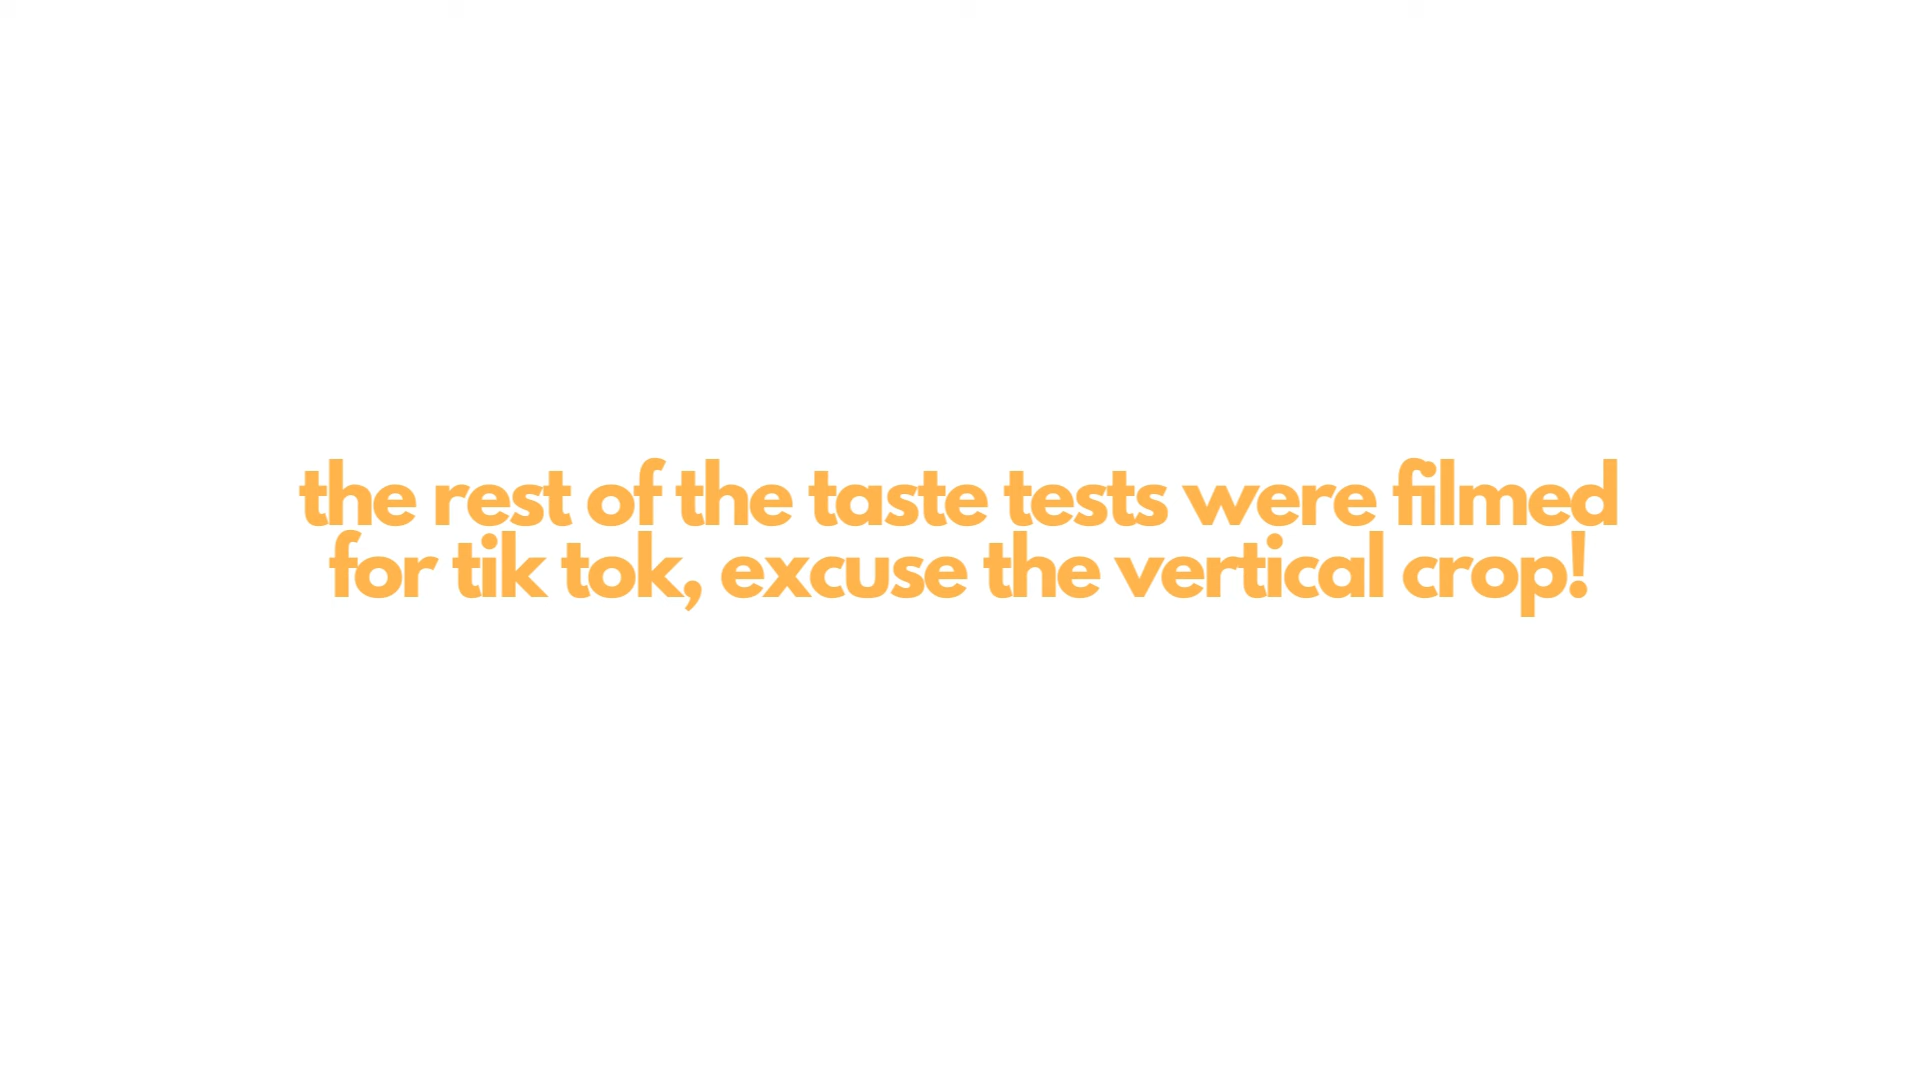 the rest of the taste tests were filmed
for tik tok, excuse the vertical crop!